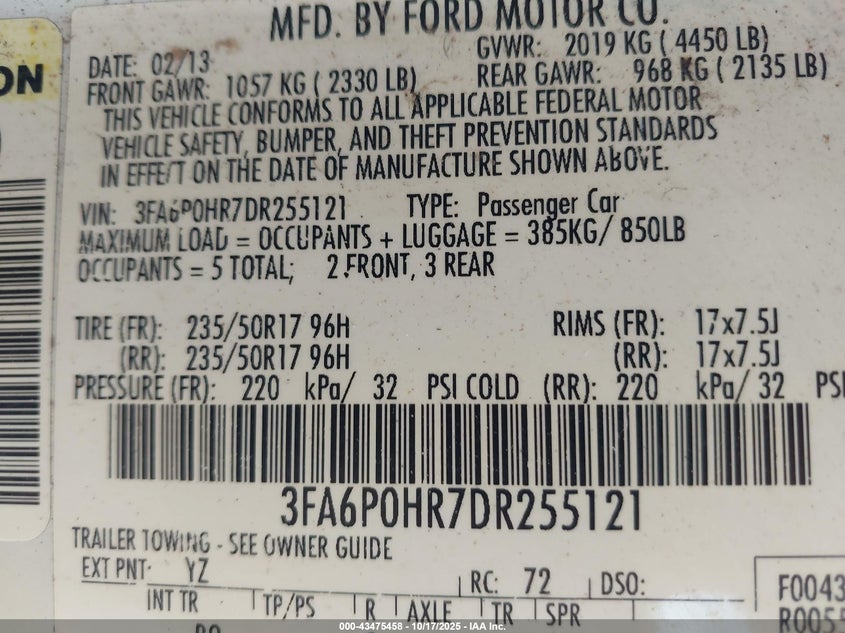 MFD. BY FORD MOTOR CO.
DATE: 02/13 GVWR: 2019 KG ( 4450 LB)
FRONT GAWR: 1057 KG ( 2330 LB) REAR GAWR: 968 KG ( 2135 LB)
THIS VEHICLE CONFORMS TO ALL APPLICABLE FEDERAL MOTOR
VEHICLE SAFETY, BUMPER, AND THEFT PREVENTION STANDARDS
IN EFFECT ON THE DATE OF MANUFACTURE SHOWN ABOVE.
VIN: 3FA6P0HR7DR255121 TYPE: Passenger Car
MAXIMUM LOAD = OCCUPANTS + LUGGAGE = 385KG/ 850LB
OCCUPANTS = 5 TOTAL; 2 FRONT, 3 REAR
TIRE (FR): 235/50R17 96H RIMS (FR): 17x7.5J
(RR): 235/50R17 96H (RR): 17x7.5J
PRESSURE (FR): 220 kPa/ 32 PSI COLD (RR): 220 kPa/ 32 PSI
3FA6P0HR7DR255121
TRAILER TOWING - SEE OWNER GUIDE
EXT PNT: YZ RC: 72 DSO:
INT TR TP/PS R AXLE TR SPR
ON
F0043
R0055
00-43475458 - 10/17/2025 - IAA Inc.